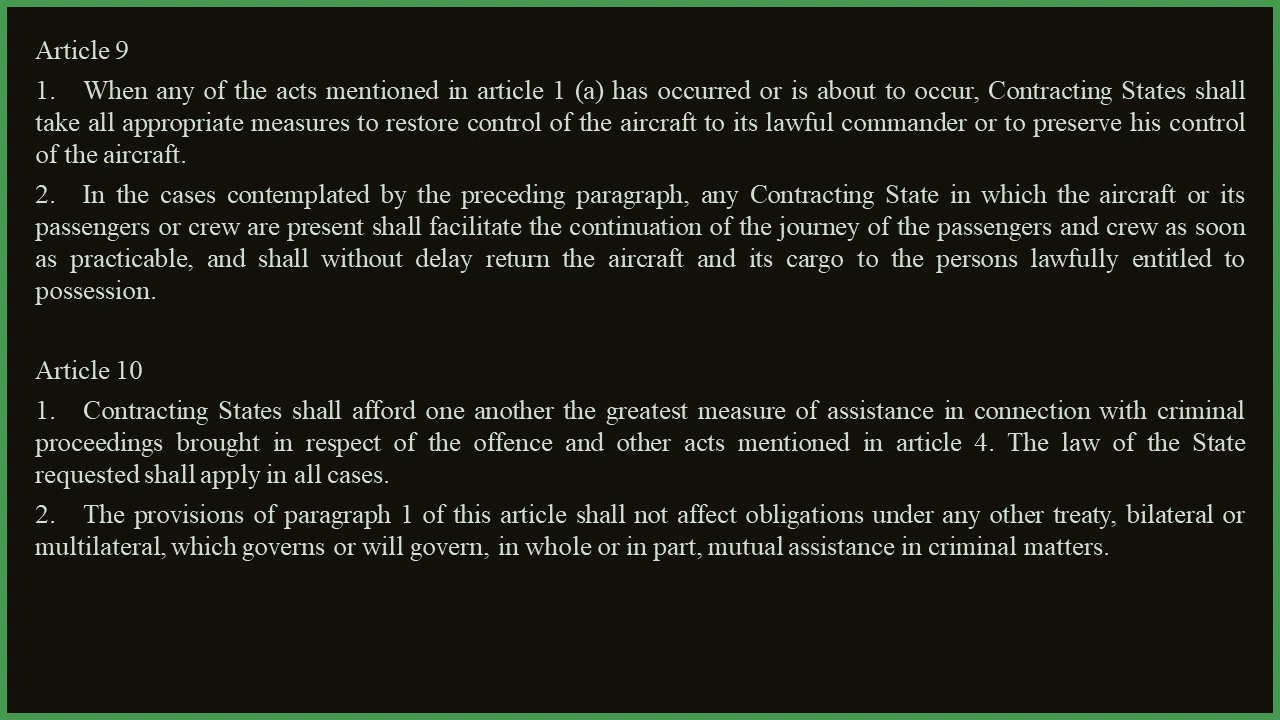 Article 9
1. When any of the acts mentioned in article 1 (a) has occurred or is about to occur, Contracting States shall
take all appropriate measures to restore control of the aircraft to its lawful commander or to preserve his control
of the aircraft.
2. In the cases contemplated by the preceding paragraph, any Contracting State in which the aircraft or its
passengers or crew are present shall facilitate the continuation of the journey of the passengers and crew as soon
as practicable, and shall without delay return the aircraft and its cargo to the persons lawfully entitled to
possession.
Article 10
1. Contracting States shall afford one another the greatest measure of assistance in connection with criminal
proceedings brought in respect of the offence and other acts mentioned in article 4. The law of the State
requested shall apply in all cases.
2. The provisions of paragraph 1 of this article shall not affect obligations under any other treaty, bilateral or
multilateral, which governs or will govern, in whole or in part, mutual assistance in criminal matters.